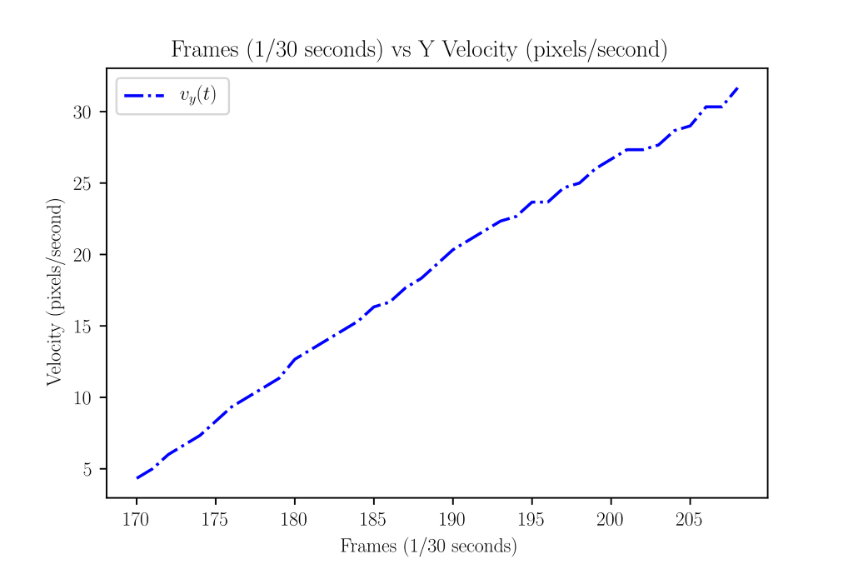 Frames (1/30 seconds) vs Y Velocity (pixels/second)
v_y(t)
30
25
20
15
10
5
Velocity (pixels/second)
170 175 180 185 190 195 200 205
Frames (1/30 seconds)